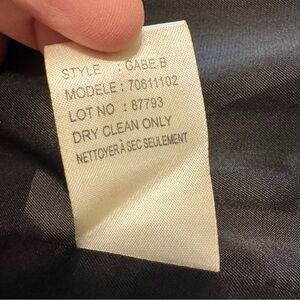 STYLE : GABE B
MODELE : 70611102
LOT NO : 87793
DRY CLEAN ONLY
NETTOYER À SEC SEULEMENT